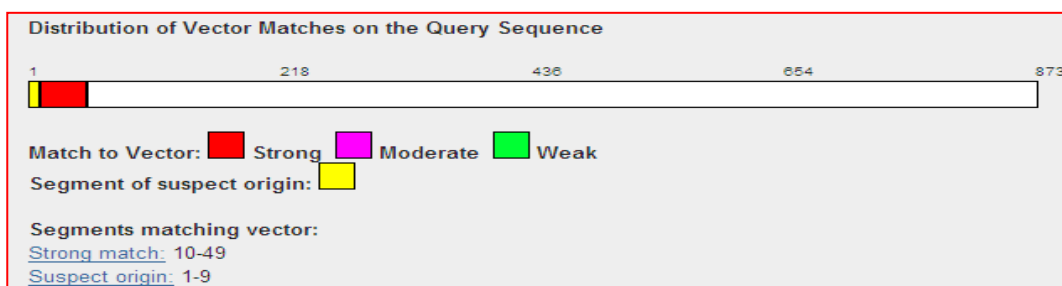 Distribution of Vector Matches on the Query Sequence
1 218 436 654 873
Match to Vector: Strong Moderate Weak
Segment of suspect origin:
Segments matching vector:
Strong match: 10-49
Suspect origin: 1-9